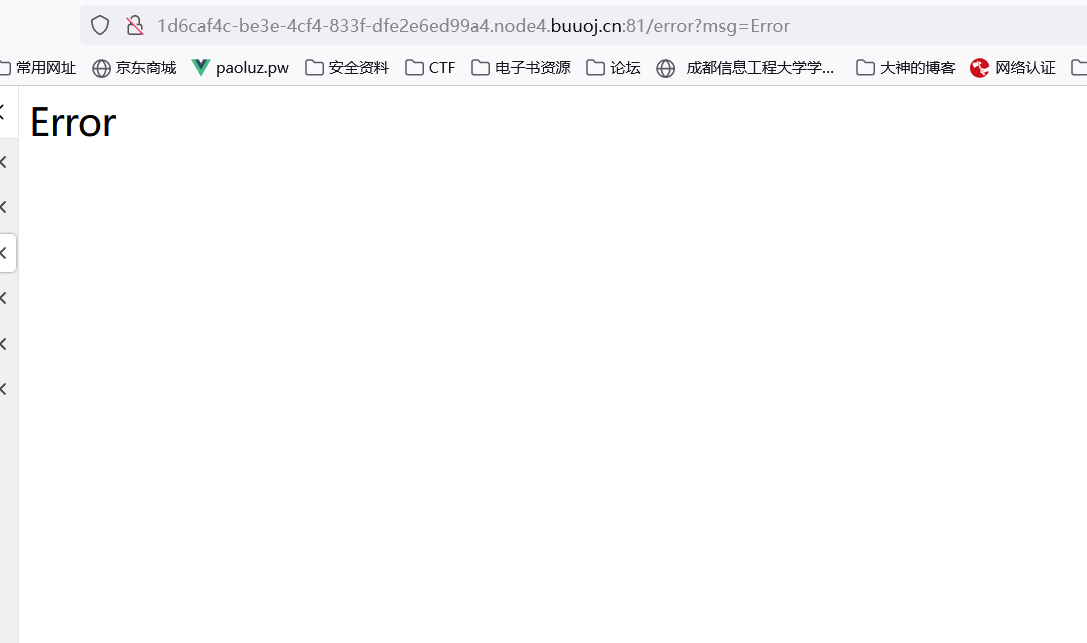 1d6caf4c-be3e-4cf4-833f-dfe2e6ed99a4.node4.buuoj.cn:81/error?msg=Error
常用网址 京东商城 paoluz.pw 安全资料 CTF 电子书资源 论坛 成都信息工程大学学... 大神的博客 网络认证
Error